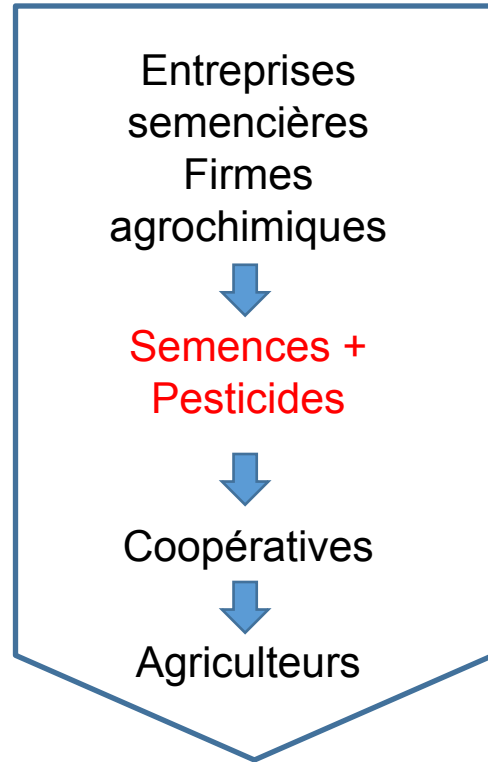 Entreprises
semencières
Firmes
agrochimiques
Semences +
Pesticides
Coopératives
Agriculteurs